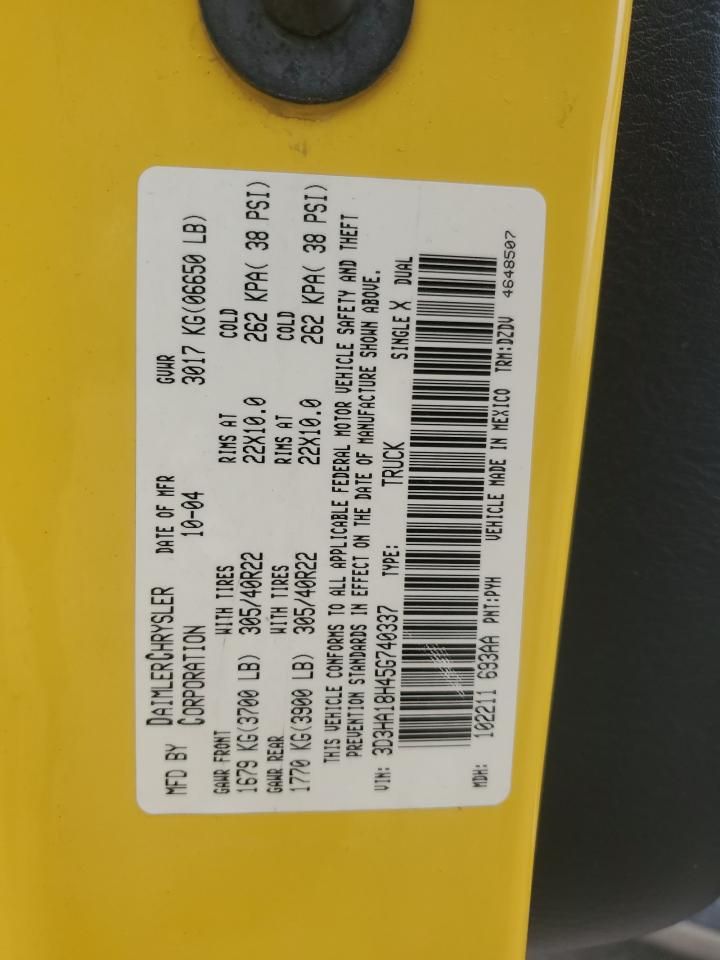 MFD BY DAIMLERCHRYSLER CORPORATION DATE OF MFR 10-04 GVWR 3017 KG(06650 LB)
GAWR FRONT WITH TIRES RIMS AT COLD
1679 KG(3700 LB) 305/40R22 22X10.0 262 KPA( 38 PSI)
GAWR REAR WITH TIRES RIMS AT COLD
1770 KG(3900 LB) 305/40R22 22X10.0 262 KPA( 38 PSI)
THIS VEHICLE CONFORMS TO ALL APPLICABLE FEDERAL MOTOR VEHICLE SAFETY AND THEFT
PREVENTION STANDARDS IN EFFECT ON THE DATE OF MANUFACTURE SHOWN ABOVE.
VIN: 3D3HA18H45G740337 TYPE: TRUCK SINGLE X DUAL
MDH: 102211 693AA PNT:PYH VEHICLE MADE IN MEXICO TRM:DZDV 4648507